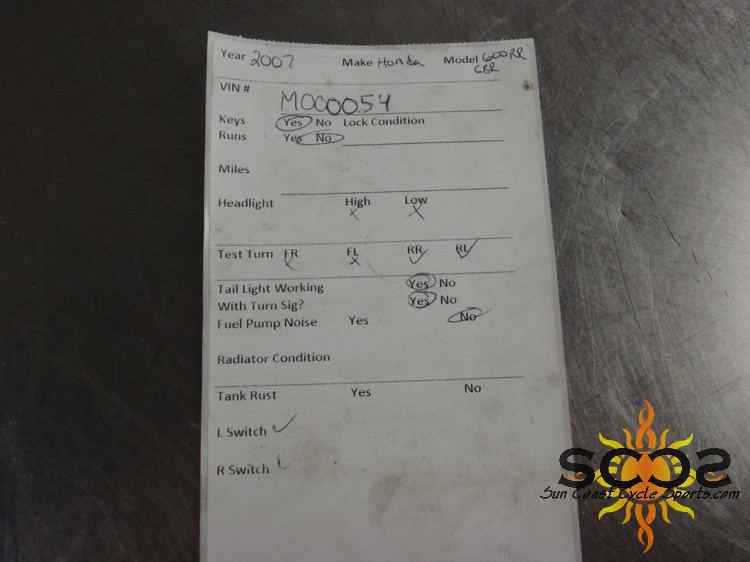 Year 2007 Make Honda Model 600RR
CBR
VIN # M0C0054
Keys Yes No Lock Condition
Runs Yes No
Miles
Headlight High Low
Test Turn FR FL RR RL
Tail Light Working Yes No
With Turn Sig? Yes No
Fuel Pump Noise Yes No
Radiator Condition
Tank Rust Yes No
L Switch
R Switch
SCCS
Sun Coast Cycle Sports.com